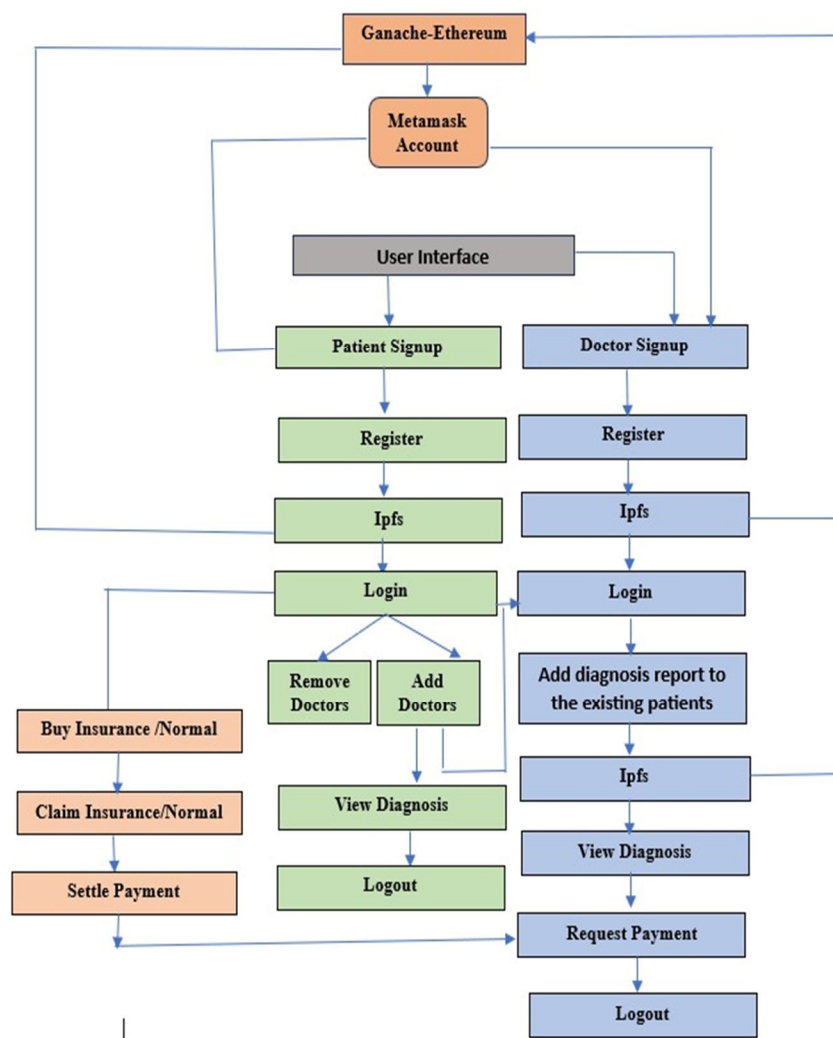 Ganache-Ethereum
Metamask
Account
User Interface
Patient Signup
Doctor Signup
Register
Register
Ipfs
Ipfs
Login
Login
Remove
Doctors
Add
Doctors
Add diagnosis report to
the existing patients
Buy Insurance /Normal
Ipfs
Claim Insurance/Normal
View Diagnosis
View Diagnosis
Settle Payment
Logout
Request Payment
Logout